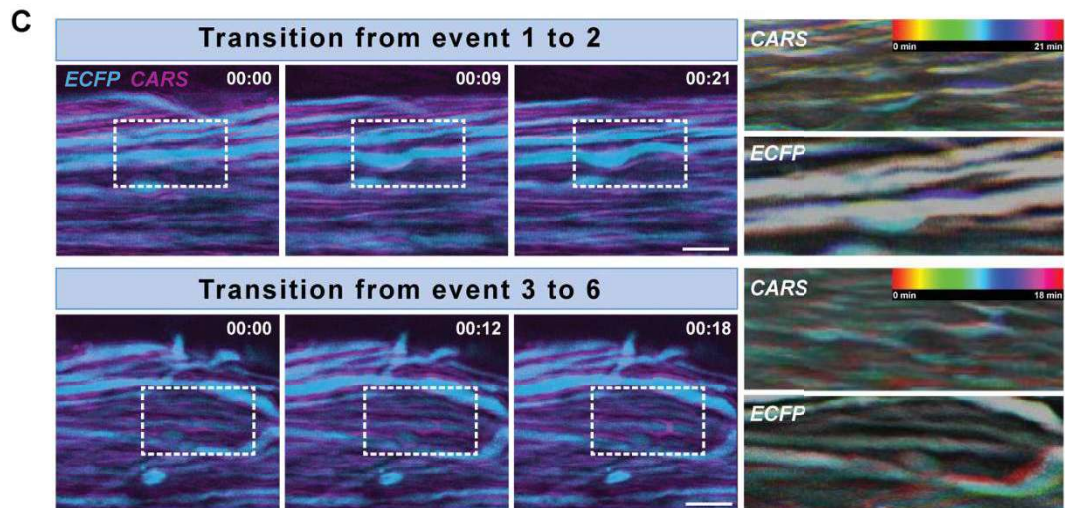 C
Transition from event 1 to 2
ECFP CARS 00:00
00:09
00:21
CARS
0 min 21 min
ECFP
Transition from event 3 to 6
00:00
00:12
00:18
CARS
0 min 18 min
ECFP